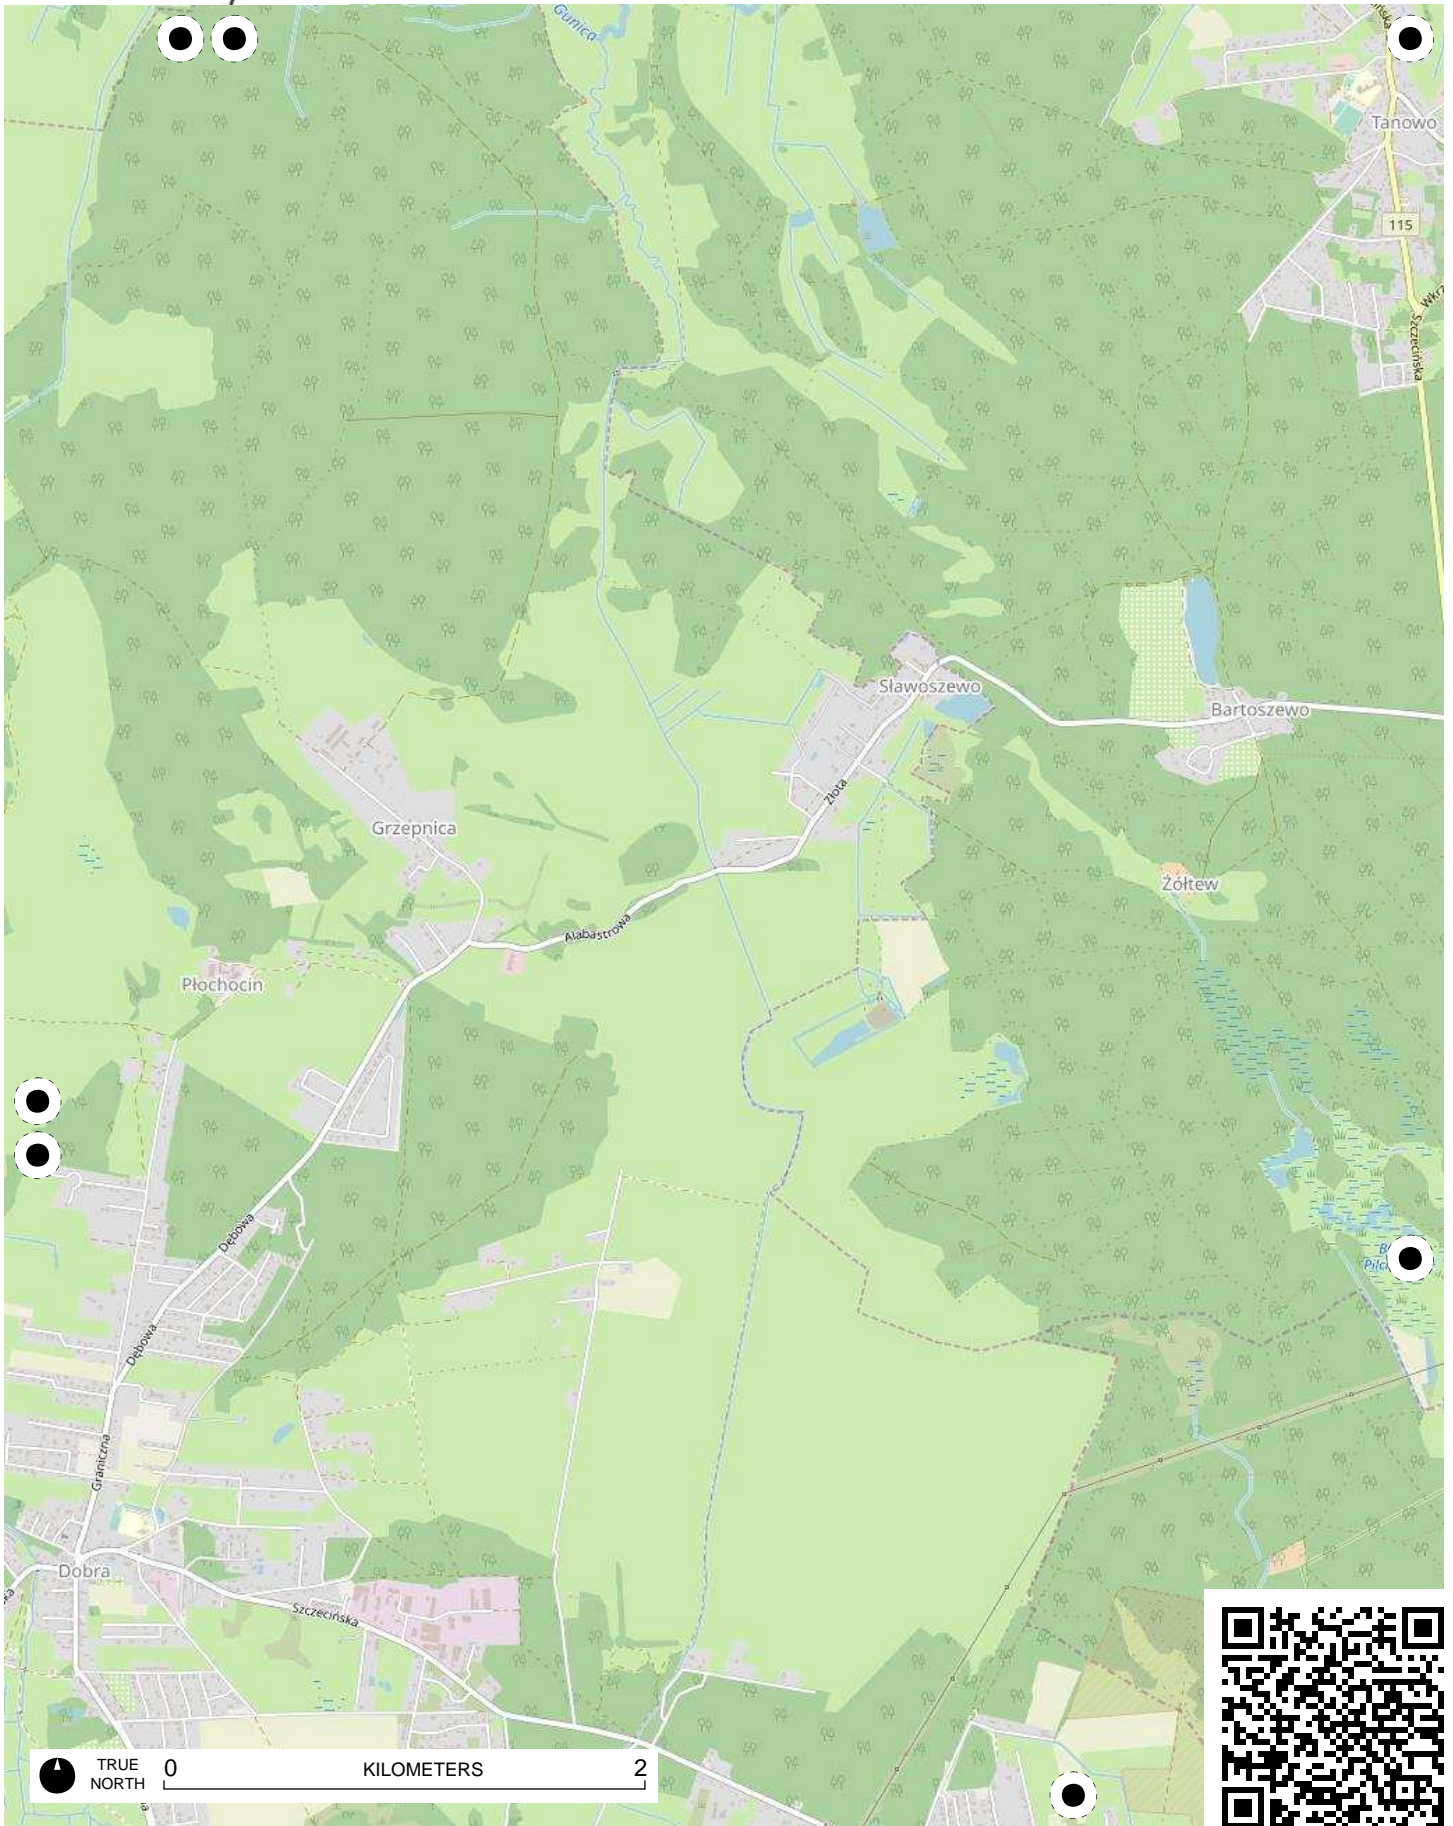 Gunica
Tanowo
115
Szczecińska
Sławoszewo
Bartoszewo
Złota
Grzepnica
Żółtew
Alabastrowa
Płochocin
Dębowa
Dębowa
Graniczna
Dobra
Szczecińska
TRUE NORTH
0 KILOMETERS 2